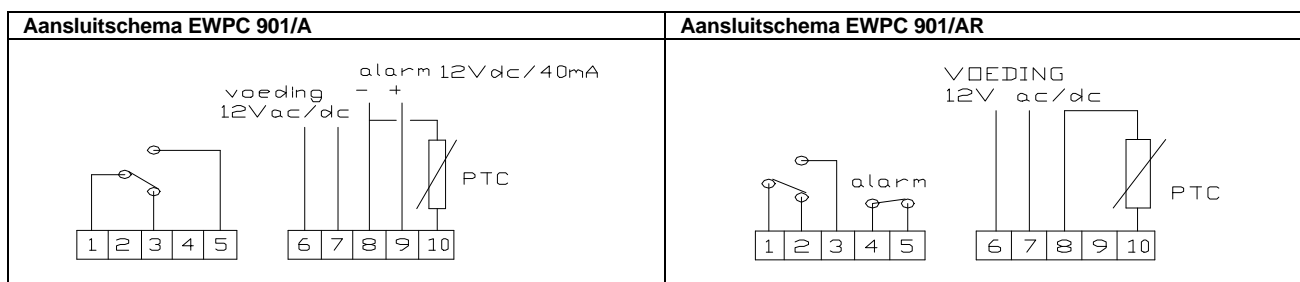 Aansluitschema EWPC 901/A
alarm 12Vdc/40mA
voeding - +
12Vac/dc
PTC
1 2 3 4 5 6 7 8 9 10
Aansluitschema EWPC 901/AR
VOEDING
12V ac/dc
alarm
PTC
1 2 3 4 5 6 7 8 9 10